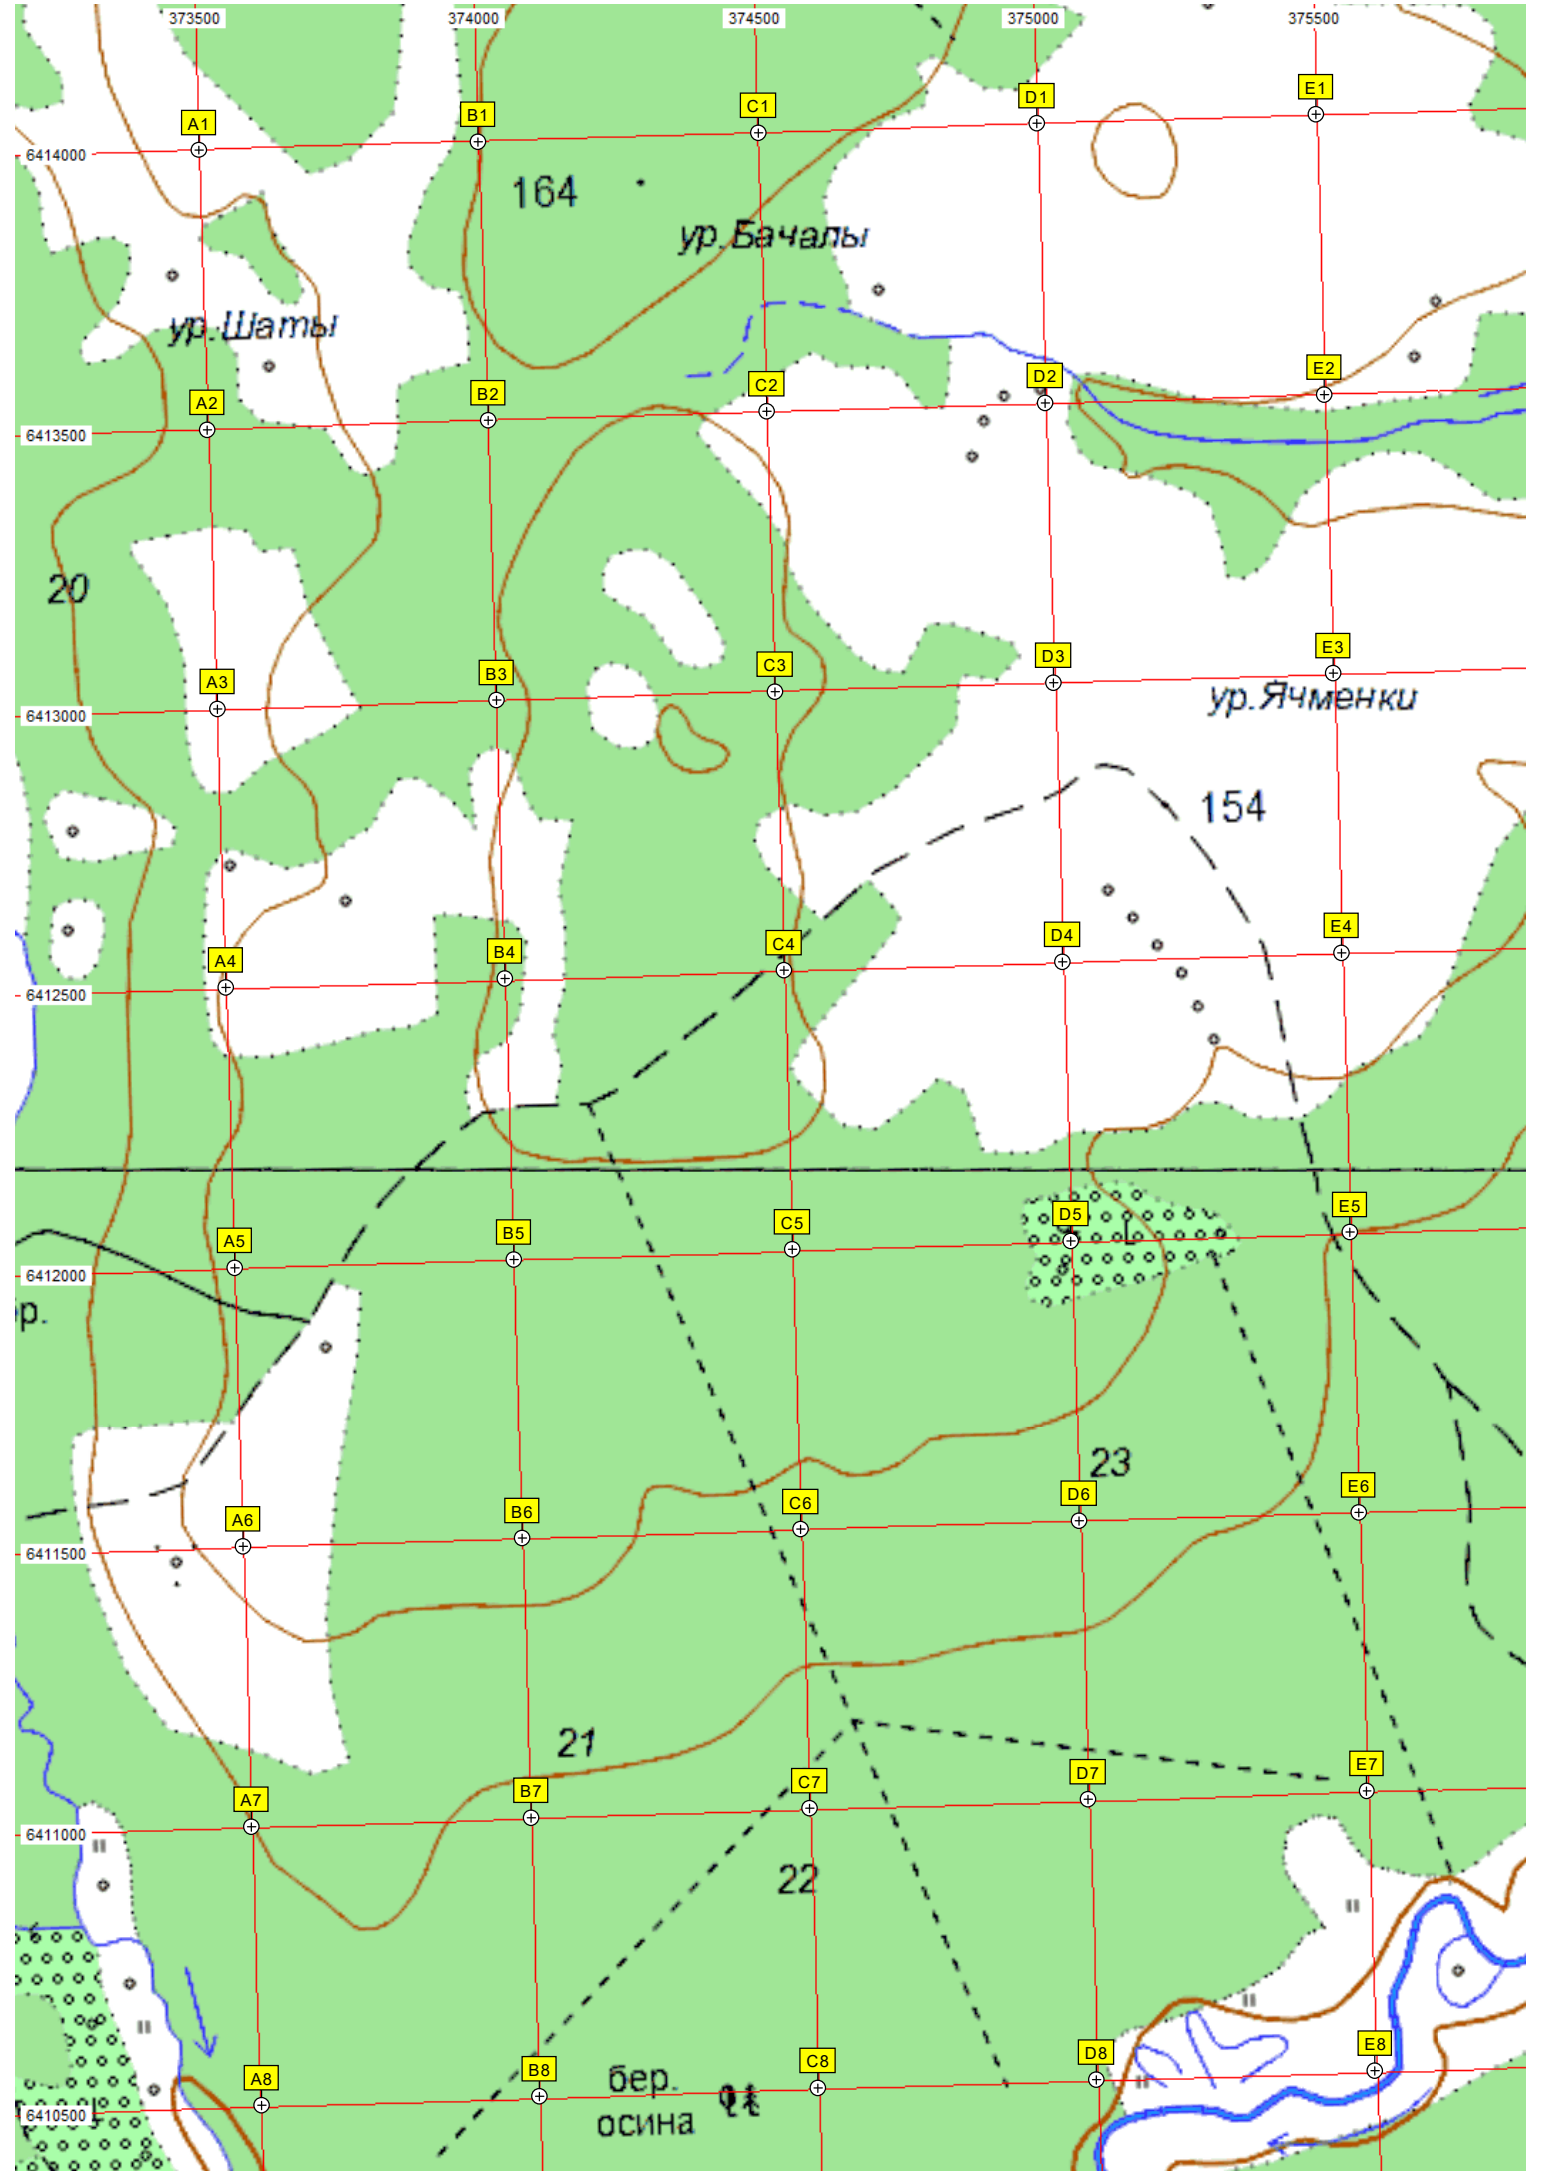 373500 374000 374500 375000 375500
A1 B1 C1 D1 E1
6414000
164
ур.Бачалы
ур.Шаты
A2 B2 C2 D2 E2
6413500
20
A3 B3 C3 D3 E3
6413000
ур.Ячменки
154
A4 B4 C4 D4 E4
6412500
A5 B5 C5 D5 E5
6412000
р.
23
A6 B6 C6 D6 E6
6411500
21
A7 B7 C7 D7 E7
6411000
22
A8 B8 C8 D8 E8
6410500
бер.
осина